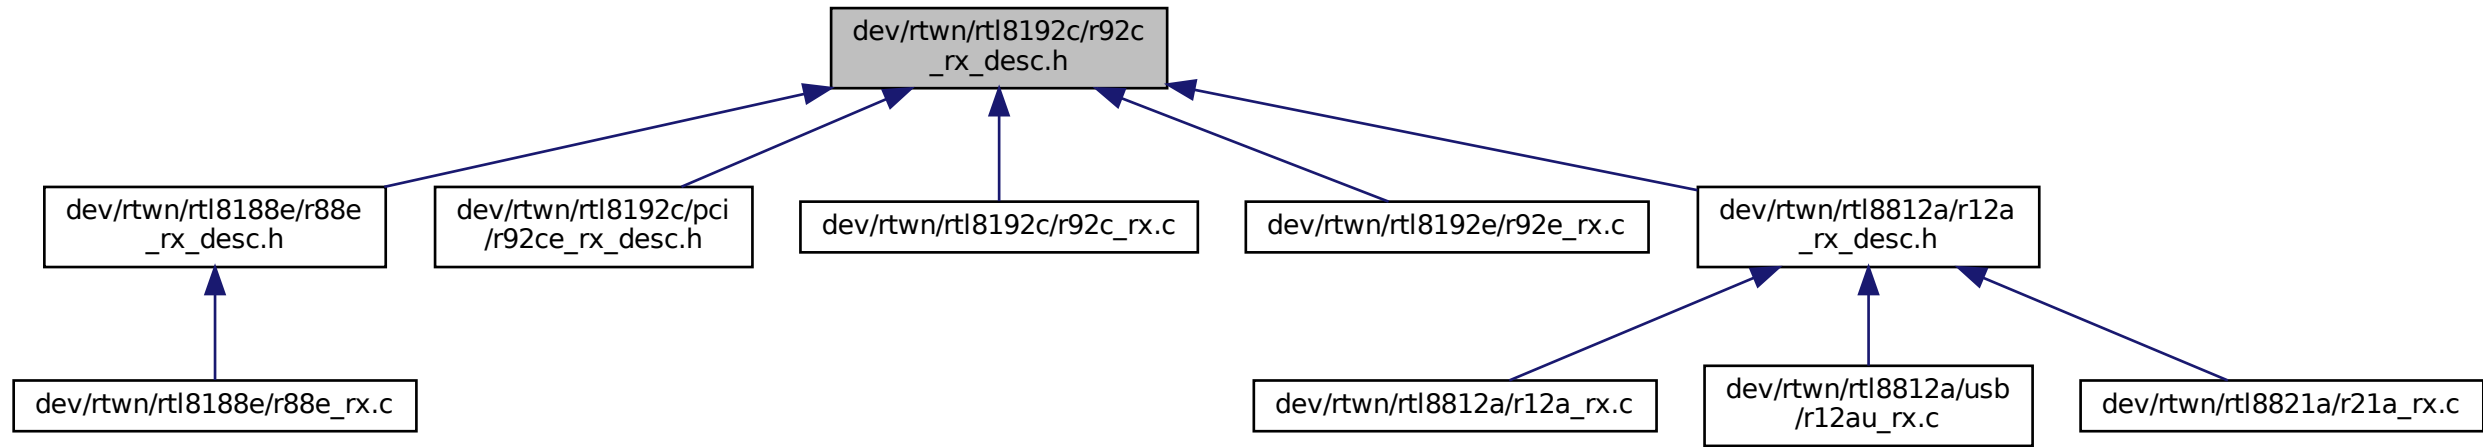 dev/rtwn/rtl8192c/r92c
_rx_desc.h
dev/rtwn/rtl8188e/r88e
_rx_desc.h
dev/rtwn/rtl8192c/pci
/r92ce_rx_desc.h
dev/rtwn/rtl8192c/r92c_rx.c
dev/rtwn/rtl8192e/r92e_rx.c
dev/rtwn/rtl8812a/r12a
_rx_desc.h
dev/rtwn/rtl8188e/r88e_rx.c
dev/rtwn/rtl8812a/r12a_rx.c
dev/rtwn/rtl8812a/usb
/r12au_rx.c
dev/rtwn/rtl8821a/r21a_rx.c